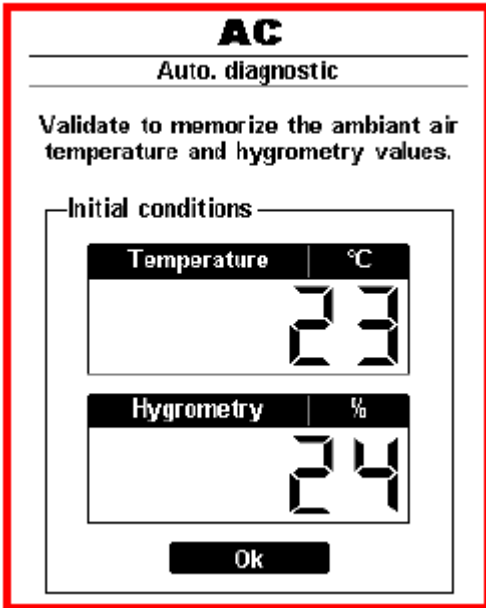 AC
Auto. diagnostic
Validate to memorize the ambiant air
temperature and hygrometry values.
Initial conditions
Temperature °C
23
Hygrometry %
24
Ok